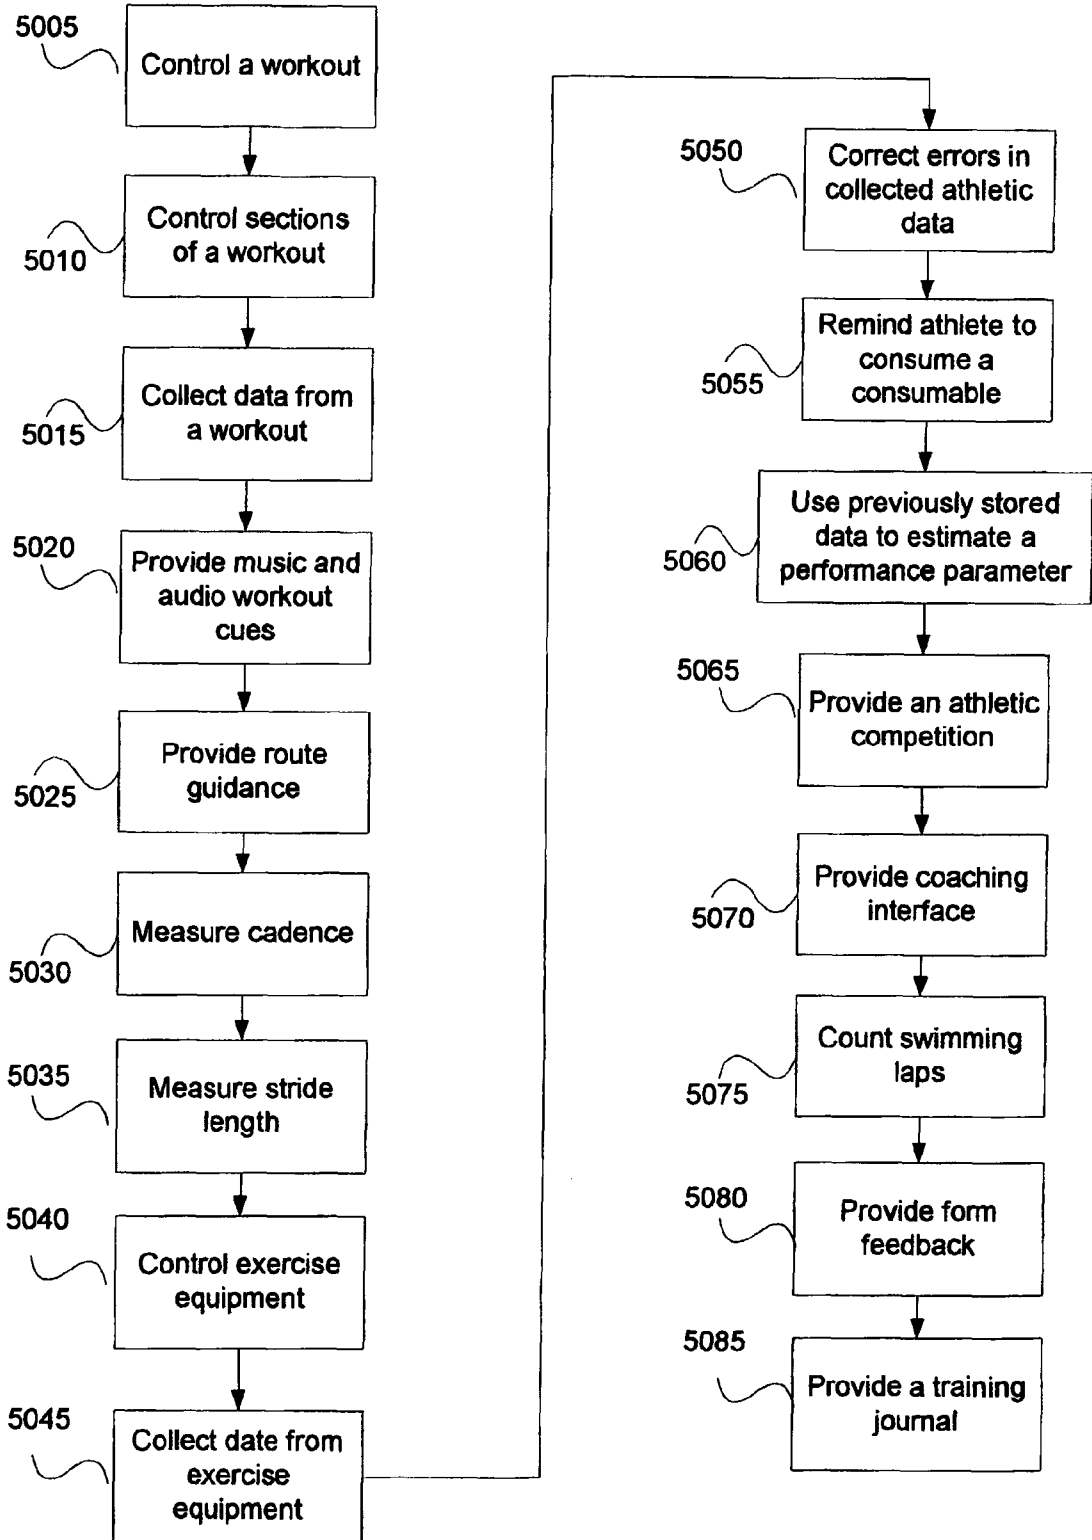 5005
Control a workout
5010
Control sections
of a workout
5015
Collect data from
a workout
5020
Provide music and
audio workout
cues
5025
Provide route
guidance
5030
Measure cadence
5035
Measure stride
length
5040
Control exercise
equipment
5045
Collect date from
exercise
equipment
5050
Correct errors in
collected athletic
data
5055
Remind athlete to
consume a
consumable
5060
Use previously stored
data to estimate a
performance parameter
5065
Provide an athletic
competition
5070
Provide coaching
interface
5075
Count swimming
laps
5080
Provide form
feedback
5085
Provide a training
journal